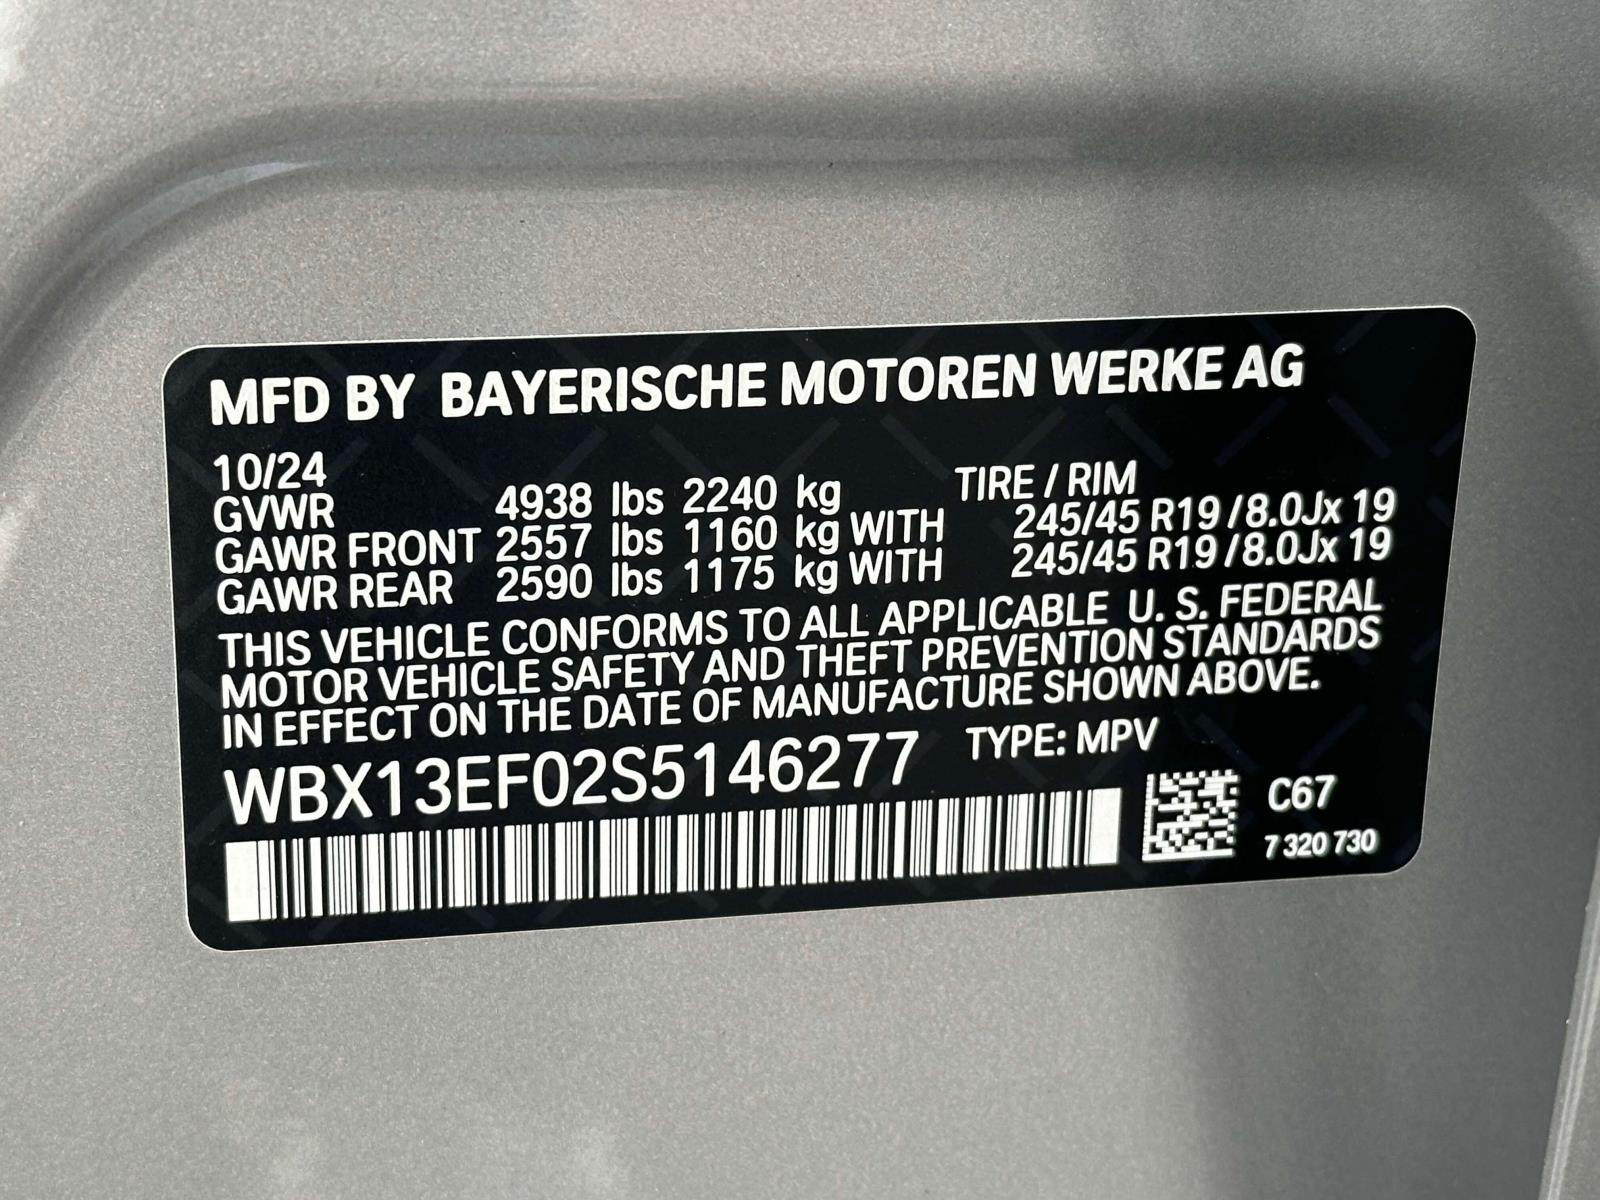 MFD BY BAYERISCHE MOTOREN WERKE AG
10/24
GVWR 4938 lbs 2240 kg TIRE / RIM
GAWR FRONT 2557 lbs 1160 kg WITH 245/45 R19 / 8.0Jx 19
GAWR REAR 2590 lbs 1175 kg WITH 245/45 R19 / 8.0Jx 19
THIS VEHICLE CONFORMS TO ALL APPLICABLE U. S. FEDERAL
MOTOR VEHICLE SAFETY AND THEFT PREVENTION STANDARDS
IN EFFECT ON THE DATE OF MANUFACTURE SHOWN ABOVE.
WBX13EF02S5146277 TYPE: MPV
C67
7 320 730